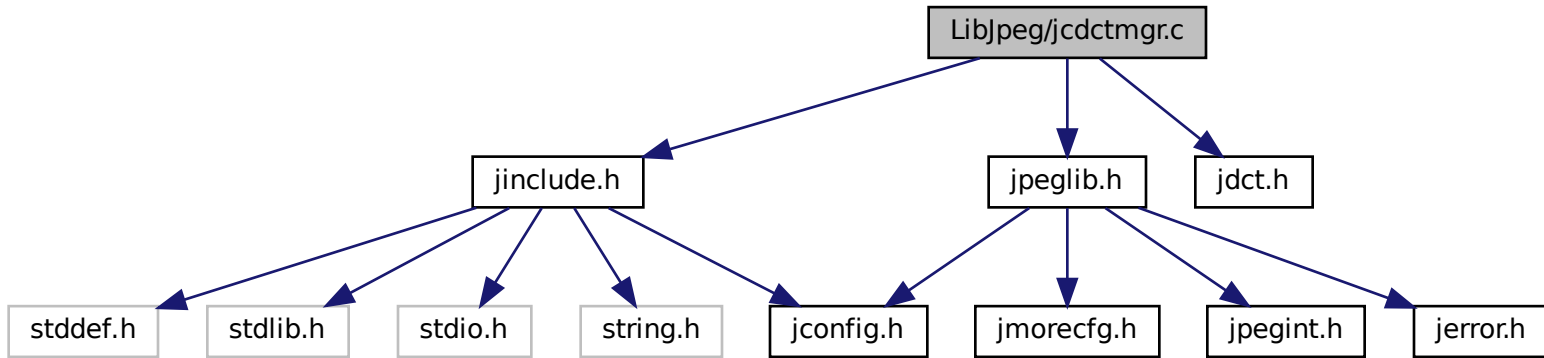 LibJpeg/jcdctmgr.c
jinclude.h
jpeglib.h
jdct.h
stddef.h
stdlib.h
stdio.h
string.h
jconfig.h
jmorecfg.h
jpegint.h
jerror.h